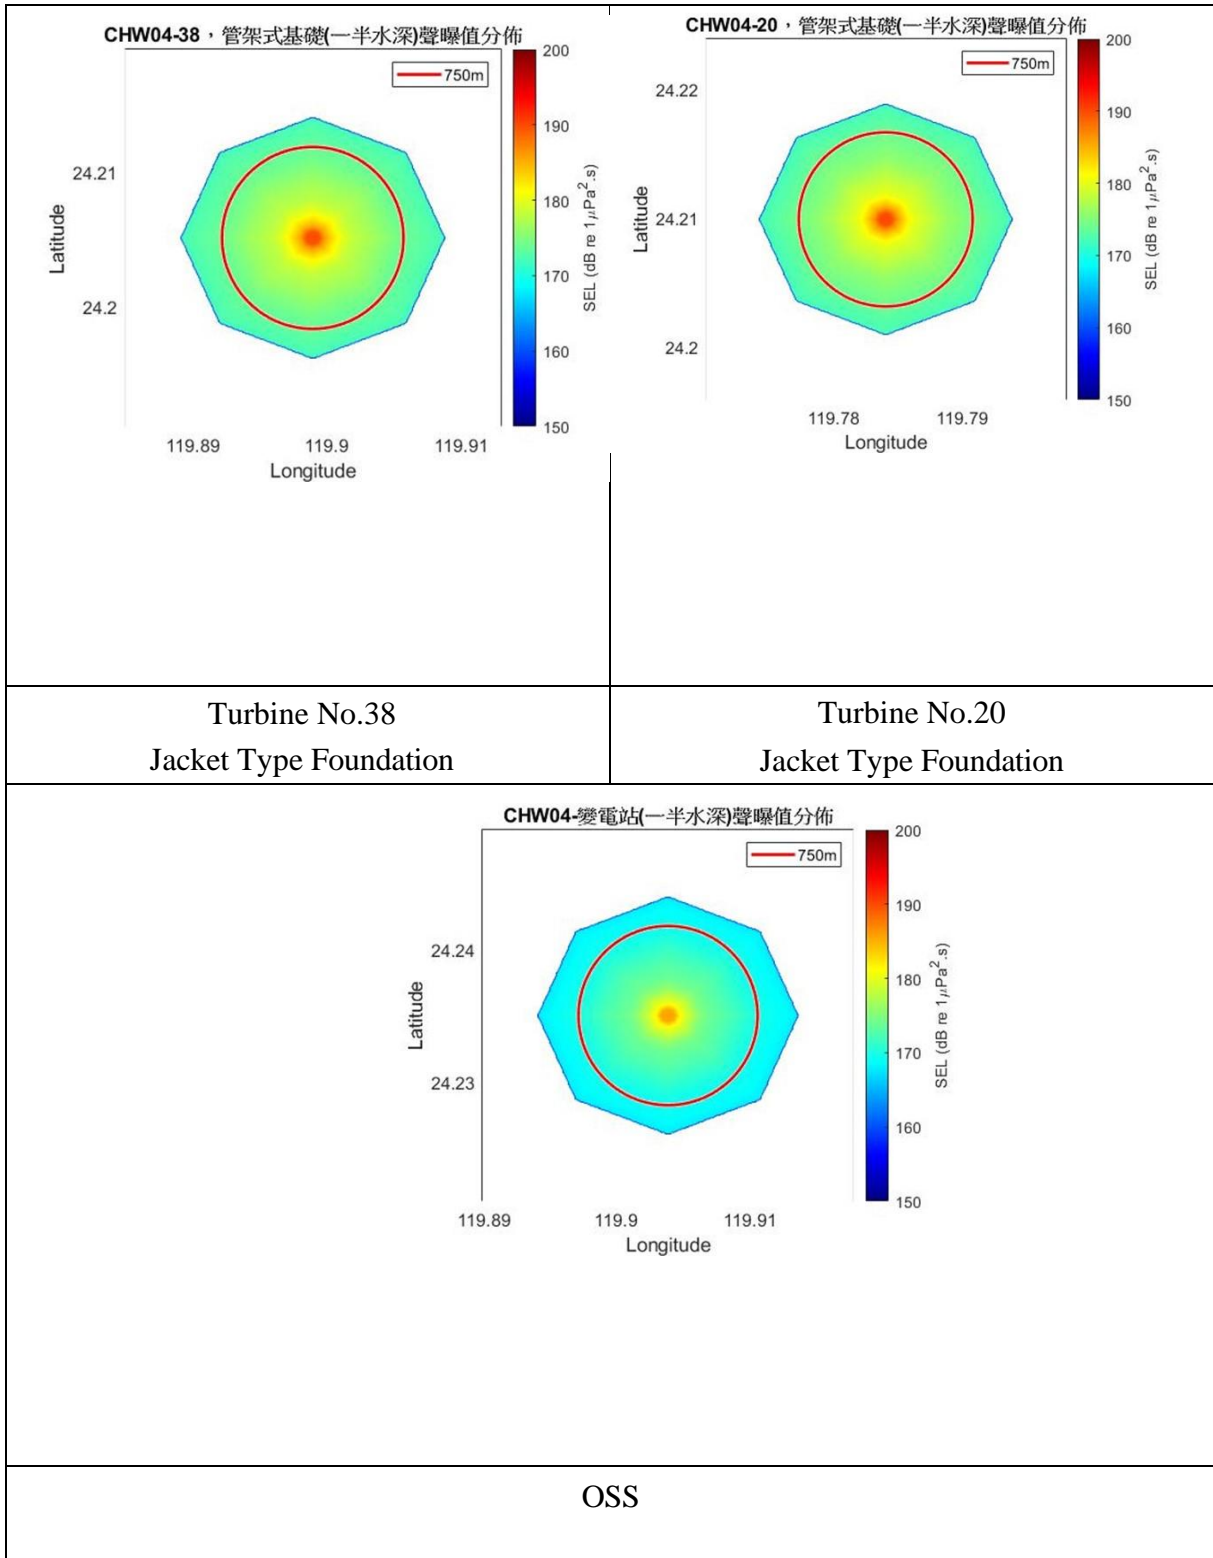 CHW04-38，管架式基礎(一半水深)聲曝值分佈
750m
24.21
24.2
Latitude
119.89
119.9
119.91
Longitude
200
190
180
170
160
150
SEL (dB re 1μPa².s)
CHW04-20，管架式基礎(一半水深)聲曝值分佈
750m
24.22
24.21
24.2
Latitude
119.78
119.79
Longitude
200
190
180
170
160
150
SEL (dB re 1μPa².s)
Turbine No.38
Jacket Type Foundation
Turbine No.20
Jacket Type Foundation
CHW04-變電站(一半水深)聲曝值分佈
750m
24.24
24.23
Latitude
119.89
119.9
119.91
Longitude
200
190
180
170
160
150
SEL (dB re 1μPa².s)
OSS